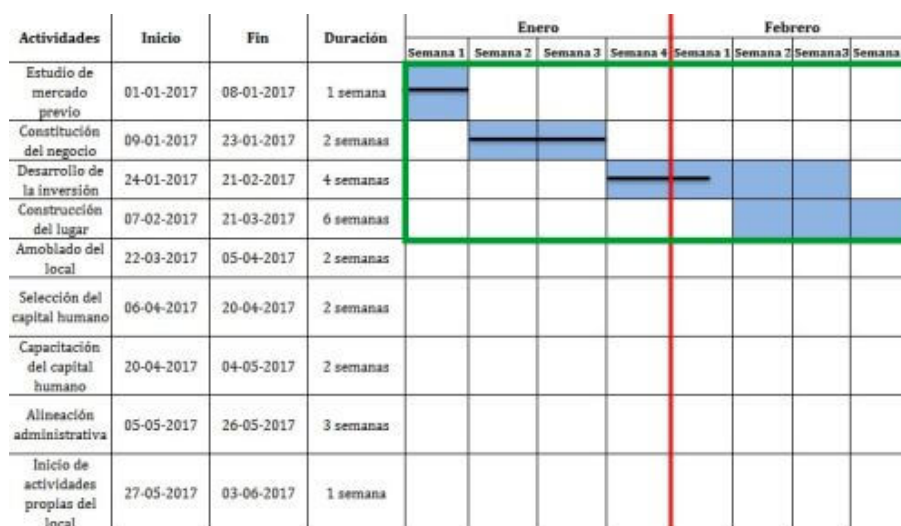 Actividades Inicio Fin Duración Enero Febrero
Semana 1 Semana 2 Semana 3 Semana 4 Semana 1 Semana 2 Semana3 Semana
Estudio de
mercado
previo
01-01-2017 08-01-2017 1 semana
Constitución
del negocio
09-01-2017 23-01-2017 2 semanas
Desarrollo de
la inversión
24-01-2017 21-02-2017 4 semanas
Construcción
del lugar
07-02-2017 21-03-2017 6 semanas
Amoblado del
local
22-03-2017 05-04-2017 2 semanas
Selección del
capital humano
06-04-2017 20-04-2017 2 semanas
Capacitación
del capital
humano
20-04-2017 04-05-2017 2 semanas
Alineación
administrativa
05-05-2017 26-05-2017 3 semanas
Inicio de
actividades
propias del
local
27-05-2017 03-06-2017 1 semana